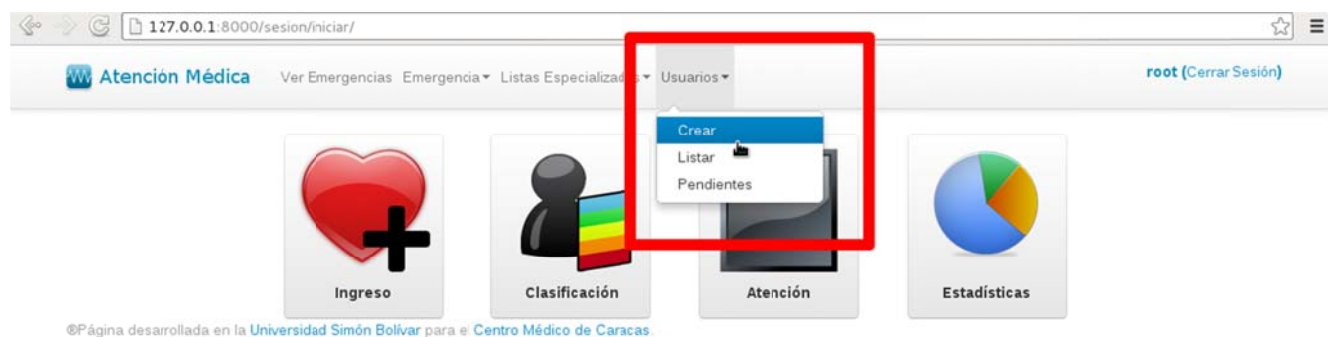 127.0.0.1:8000/sesion/iniciar/
Atención Médica Ver Emergencias Emergencia Listas Especializadas Usuarios root (Cerrar Sesión)
Crear
Listar
Pendientes
Ingreso Clasificación Atención Estadísticas
®Página desarrollada en la Universidad Simón Bolívar para el Centro Médico de Caracas.